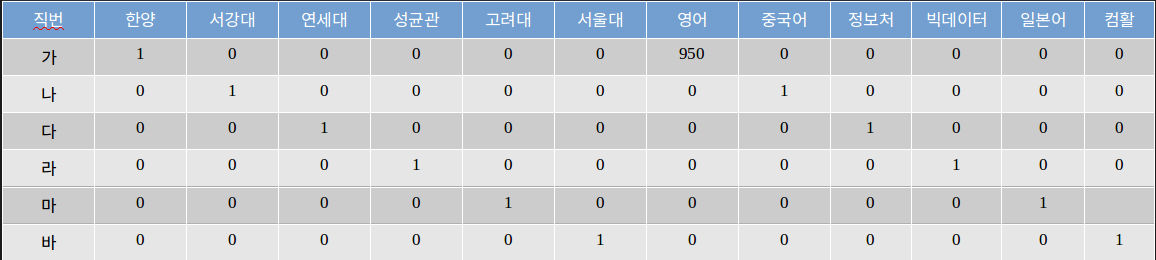 직번 한양 서강대 연세대 성균관 고려대 서울대 영어 중국어 정보처 빅데이터 일본어 컴활
가 1 0 0 0 0 0 950 0 0 0 0 0
나 0 1 0 0 0 0 0 1 0 0 0 0
다 0 0 1 0 0 0 0 0 1 0 0 0
라 0 0 0 1 0 0 0 0 0 1 0 0
마 0 0 0 0 1 0 0 0 0 0 1
바 0 0 0 0 0 1 0 0 0 0 0 1